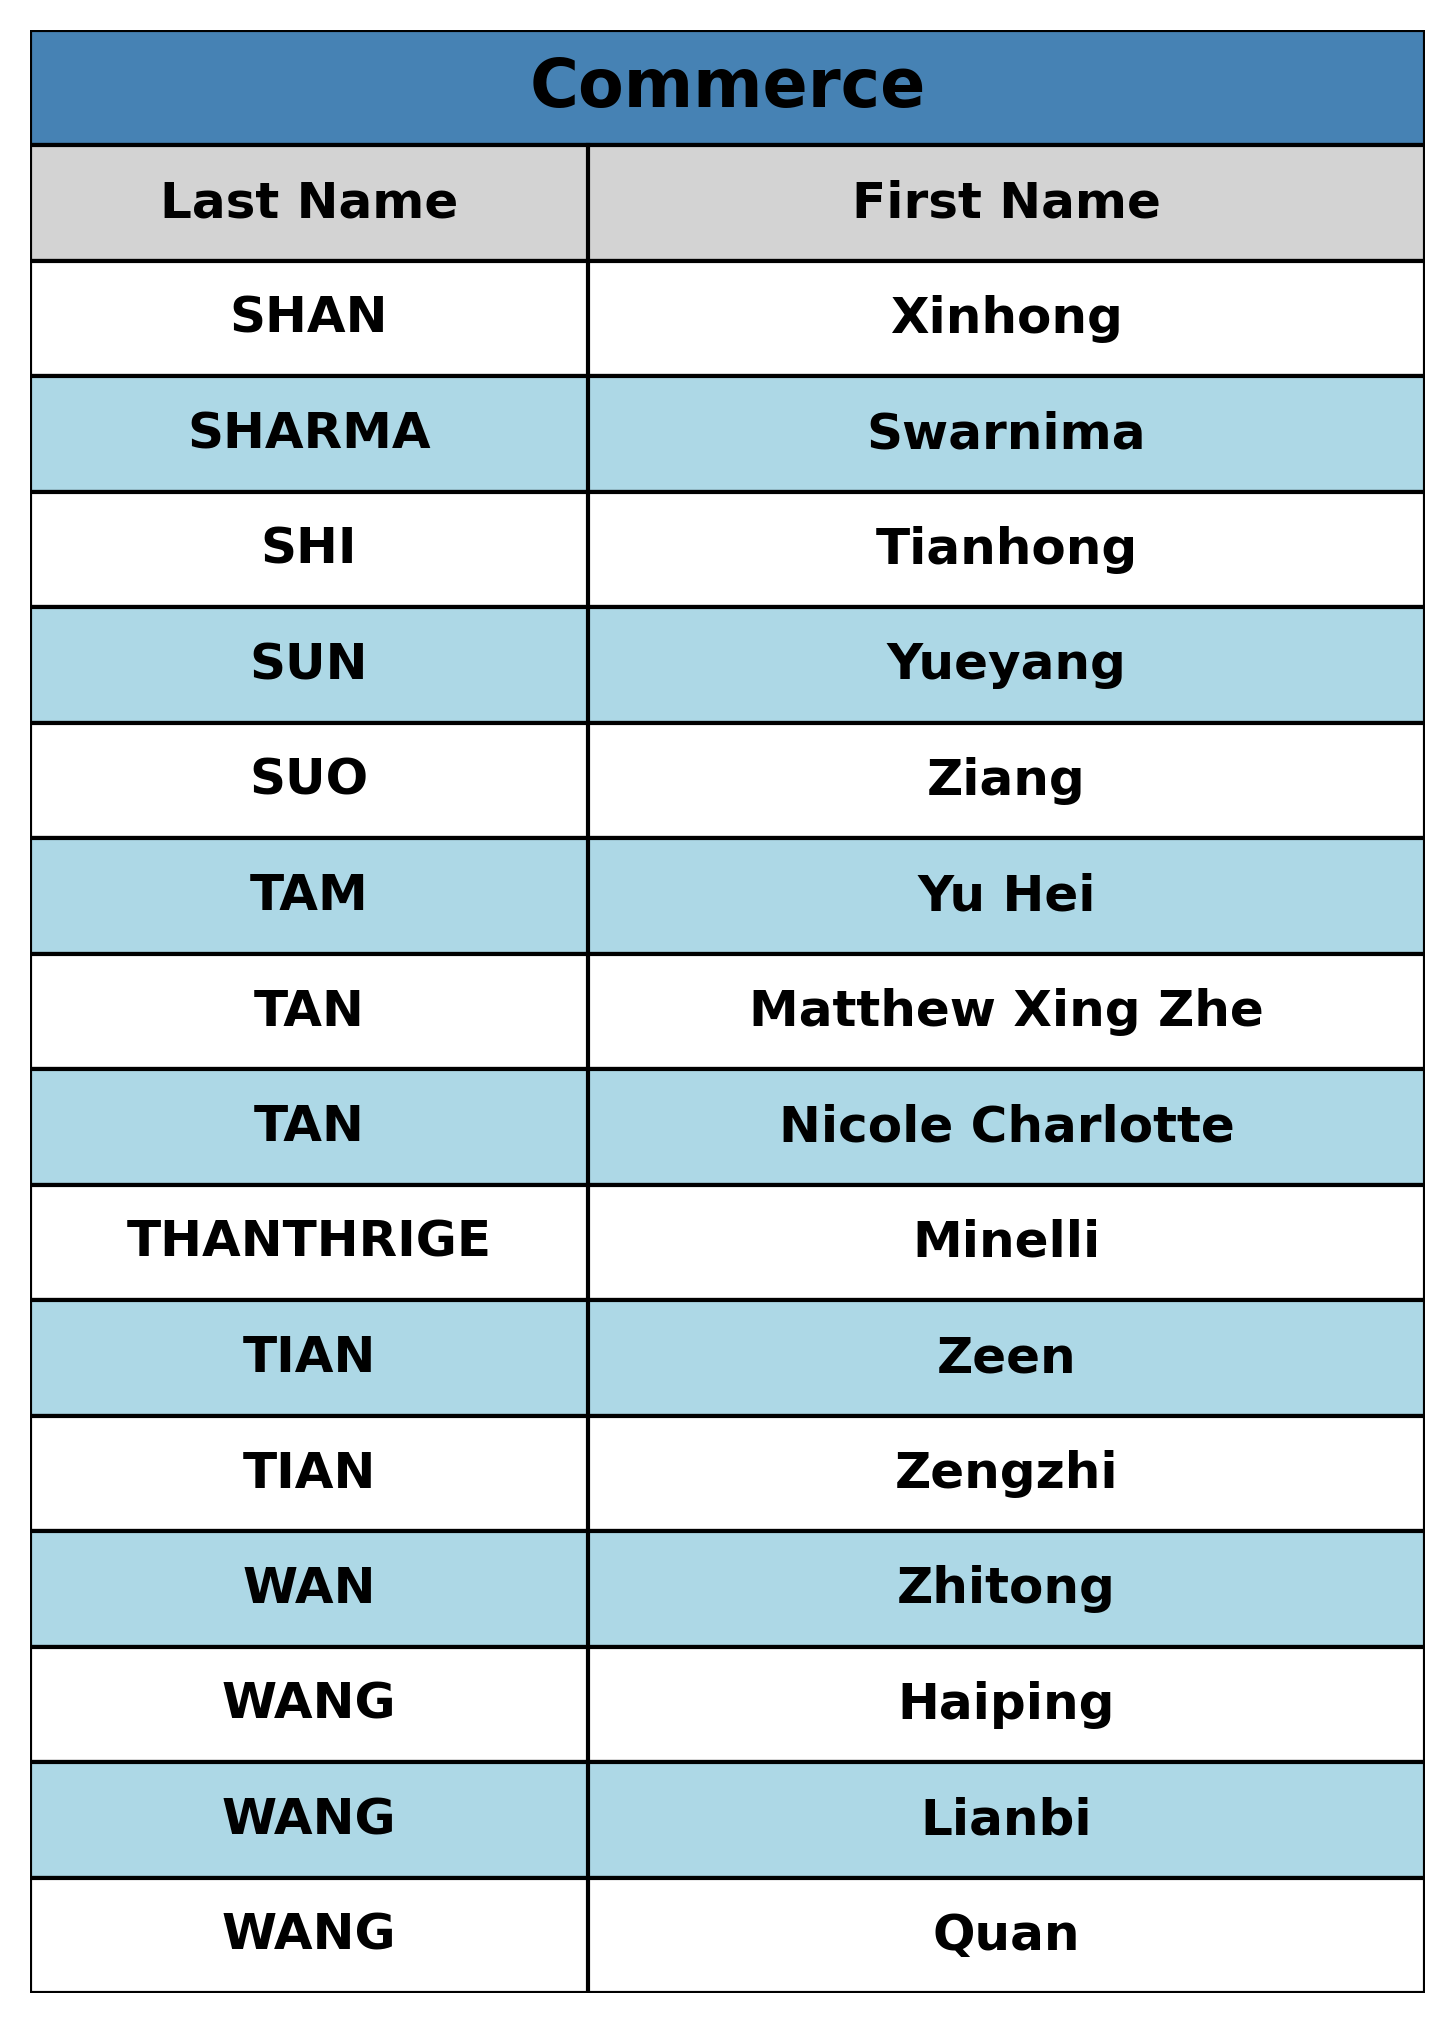 Commerce
Last Name First Name
SHAN Xinhong
SHARMA Swarnima
SHI Tianhong
SUN Yueyang
SUO Ziang
TAM Yu Hei
TAN Matthew Xing Zhe
TAN Nicole Charlotte
THANTHRIGE Minelli
TIAN Zeen
TIAN Zengzhi
WAN Zhitong
WANG Haiping
WANG Lianbi
WANG Quan